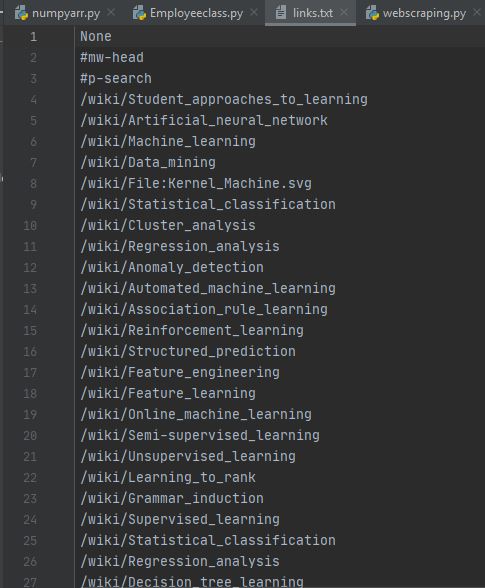 numpyarr.py Employeeclass.py links.txt webscraping.py
1 None
2 #mw-head
3 #p-search
4 /wiki/Student_approaches_to_learning
5 /wiki/Artificial_neural_network
6 /wiki/Machine_learning
7 /wiki/Data_mining
8 /wiki/File:Kernel_Machine.svg
9 /wiki/Statistical_classification
10 /wiki/Cluster_analysis
11 /wiki/Regression_analysis
12 /wiki/Anomaly_detection
13 /wiki/Automated_machine_learning
14 /wiki/Association_rule_learning
15 /wiki/Reinforcement_learning
16 /wiki/Structured_prediction
17 /wiki/Feature_engineering
18 /wiki/Feature_learning
19 /wiki/Online_machine_learning
20 /wiki/Semi-supervised_learning
21 /wiki/Unsupervised_learning
22 /wiki/Learning_to_rank
23 /wiki/Grammar_induction
24 /wiki/Supervised_learning
25 /wiki/Statistical_classification
26 /wiki/Regression_analysis
27 /wiki/Decision_tree_learning